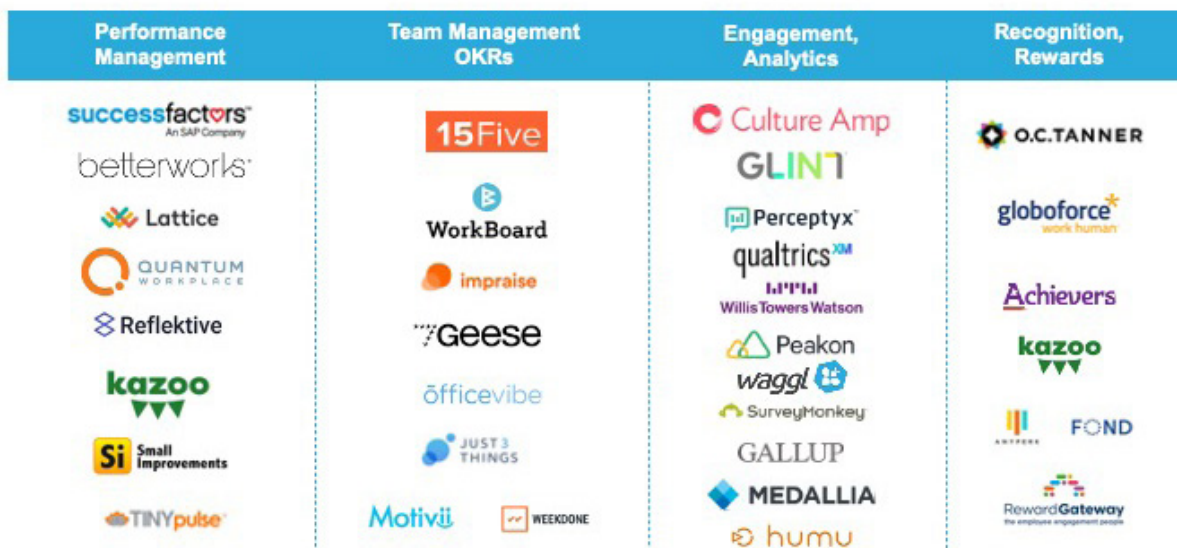 Performance
Management
Team Management
OKRs
Engagement,
Analytics
Recognition,
Rewards
successfactors™
An SAP Company
betterworks
Lattice
QUANTUM
WORKPLACE
Reflektive
kazoo
Si Small
Improvements
TINYpulse
15Five
WorkBoard
impraise
7Geese
ōfficevibe
JUST 3
THINGS
Motivii
WEEKDONE
Culture Amp
GLINT
Perceptyx
qualtrics XM
Willis Towers Watson
Peakon
waggl
SurveyMonkey
GALLUP
MEDALLIA
humu
O.C.TANNER
globoforce
work human
Achievers
kazoo
ANYPERK
FOND
RewardGateway
the employee engagement people